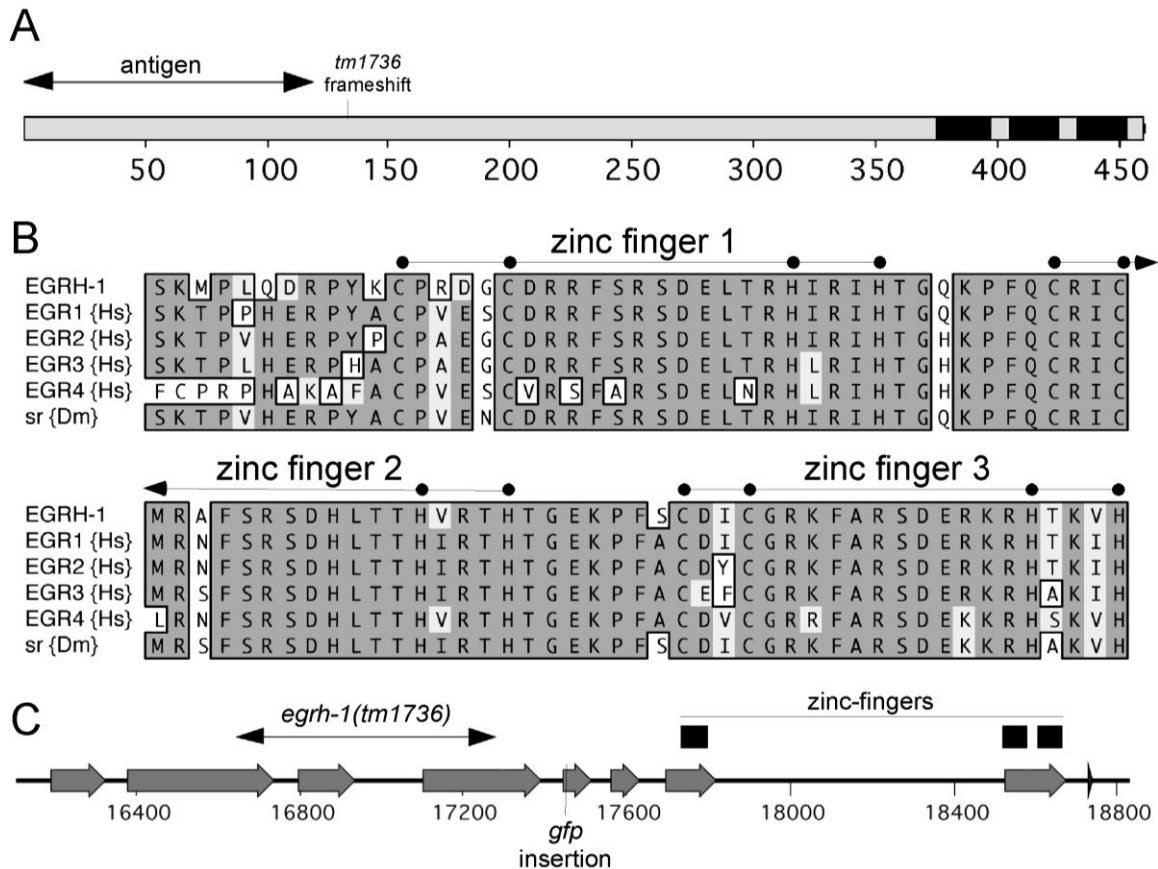 A
antigen
tm1736
frameshift
50 100 150 200 250 300 350 400 450
B
zinc finger 1
EGRH-1 S K M P L Q D R P Y K C P R D G C D R R F S R S D E L T R H I R I H T G Q K P F Q C R I C
EGR1 {Hs} S K T P P H E R P Y A C P V E S C D R R F S R S D E L T R H I R I H T G Q K P F Q C R I C
EGR2 {Hs} S K T P V H E R P Y P C P A E G C D R R F S R S D E L T R H I R I H T G H K P F Q C R I C
EGR3 {Hs} S K T P L H E R P H A C P A E G C D R R F S R S D E L T R H L R I H T G H K P F Q C R I C
EGR4 {Hs} F C P R P H A K A F A C P V E S C V R S F A R S D E L N R H L R I H T G H K P F Q C R I C
sr {Dm} S K T P V H E R P Y A C P V E N C D R R F S R S D E L T R H I R I H T G Q K P F Q C R I C
zinc finger 2 zinc finger 3
EGRH-1 M R A F S R S D H L T T H V R T H T G E K P F S C D I C G R K F A R S D E R K R H T K V H
EGR1 {Hs} M R N F S R S D H L T T H I R T H T G E K P F A C D I C G R K F A R S D E R K R H T K I H
EGR2 {Hs} M R N F S R S D H L T T H I R T H T G E K P F A C D Y C G R K F A R S D E R K R H T K I H
EGR3 {Hs} M R S F S R S D H L T T H I R T H T G E K P F A C E F C G R K F A R S D E R K R H A K I H
EGR4 {Hs} L R N F S R S D H L T T H V R T H T G E K P F A C D V C G R R F A R S D E K K R H S K V H
sr {Dm} M R S F S R S D H L T T H I R T H T G E K P F S C D I C G R K F A R S D E K K R H A K V H
C
egrh-1(tm1736)
zinc-fingers
16400 16800 17200 17600 18000 18400 18800
gfp
insertion